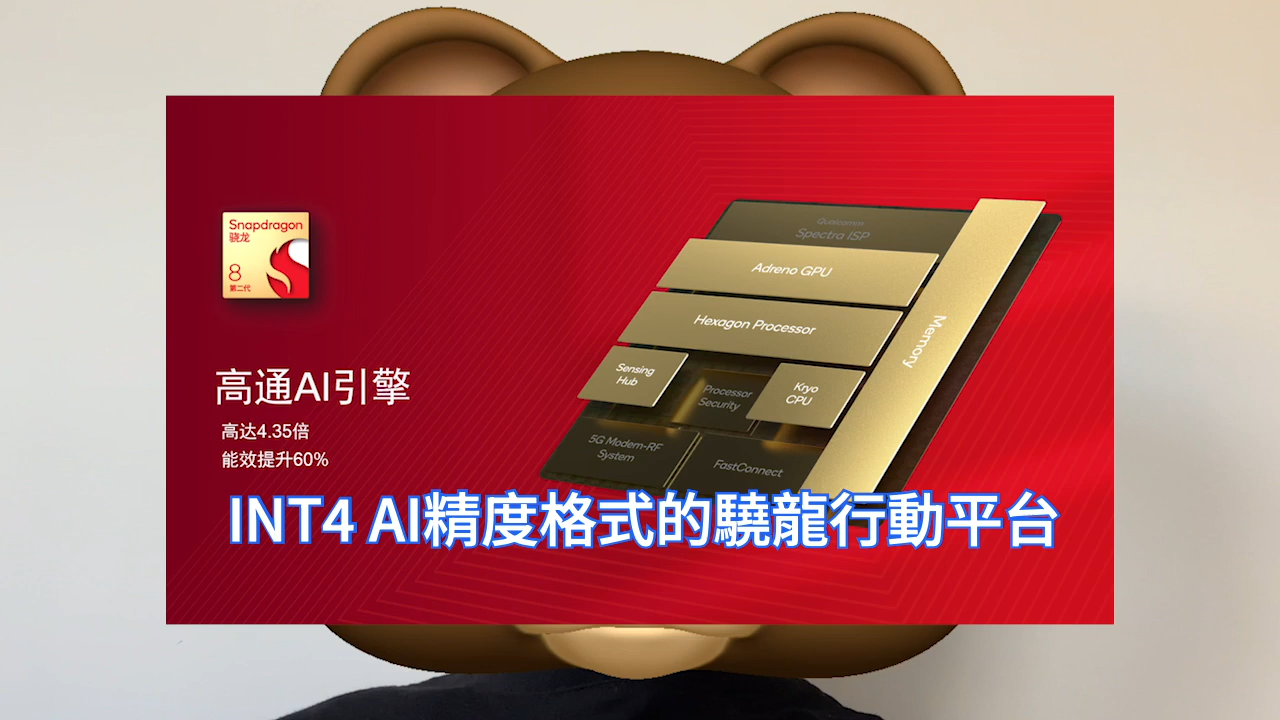 Snapdragon
骁龙
8
第二代
高通AI引擎
高达4.35倍
能效提升60%
Qualcomm
Spectra ISP
Adreno GPU
Hexagon Processor
Memory
Sensing
Hub
Processor
Security
Kryo
CPU
5G Modem-RF
System
FastConnect
INT4 AI精度格式的驍龍行動平台